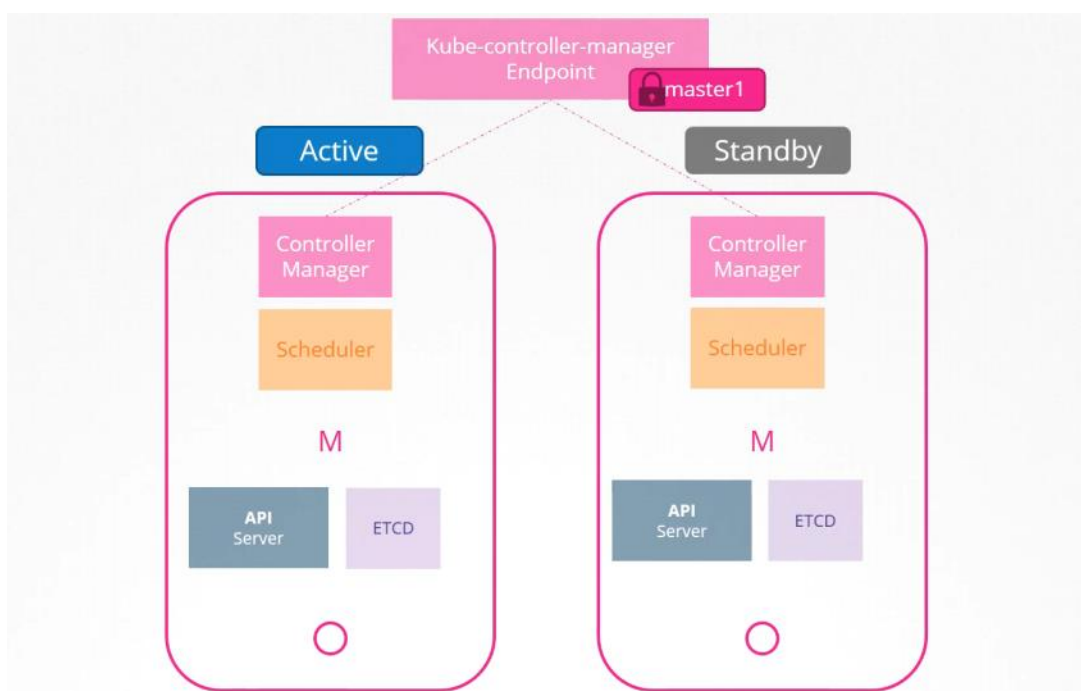 Kube-controller-manager
Endpoint
master1
Active
Standby
Controller
Manager
Scheduler
M
API
Server
ETCD
Controller
Manager
Scheduler
M
API
Server
ETCD